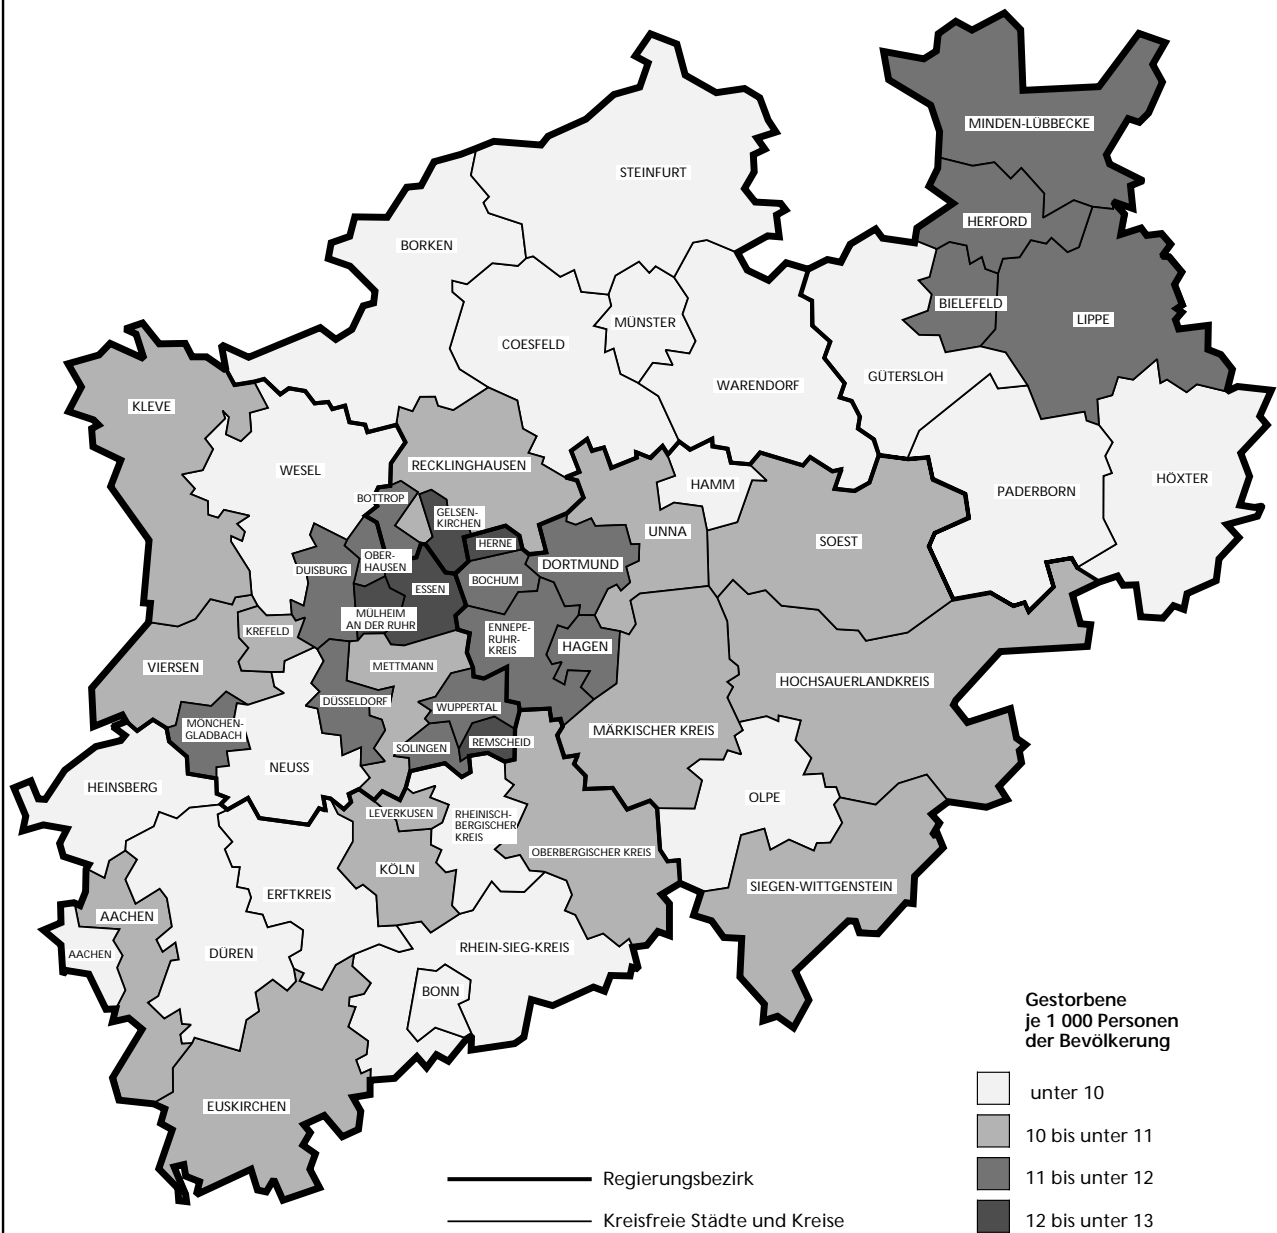 MINDEN-LÜBBECKE
STEINFURT
HERFORD
BORKEN
BIELEFELD
LIPPE
MÜNSTER
COESFELD
GÜTERSLOH
WARENDORF
KLEVE
RECKLINGHAUSEN
WESEL
HÖXTER
HAMM
PADERBORN
BOTTROP
GELSEN-
KIRCHEN
UNNA
SOEST
HERNE
OBER-
HAUSEN
DORTMUND
DUISBURG
BOCHUM
ESSEN
MÜLHEIM
AN DER RUHR
KREFELD
ENNEPE-
RUHR-
KREIS
HAGEN
VIERSEN
METTMANN
HOCHSAUERLANDKREIS
DÜSSELDORF
WUPPERTAL
MÖNCHEN-
GLADBACH
MÄRKISCHER KREIS
REMSCHEID
SOLINGEN
NEUSS
HEINSBERG
OLPE
LEVERKUSEN
RHEINISCH-
BERGISCHER
KREIS
OBERBERGISCHER KREIS
KÖLN
SIEGEN-WITTGENSTEIN
ERFTKREIS
AACHEN
RHEIN-SIEG-KREIS
AACHEN
DÜREN
BONN
EUSKIRCHEN
Gestorbene
je 1 000 Personen
der Bevölkerung
unter 10
10 bis unter 11
11 bis unter 12
12 bis unter 13
Regierungsbezirk
Kreisfreie Städte und Kreise